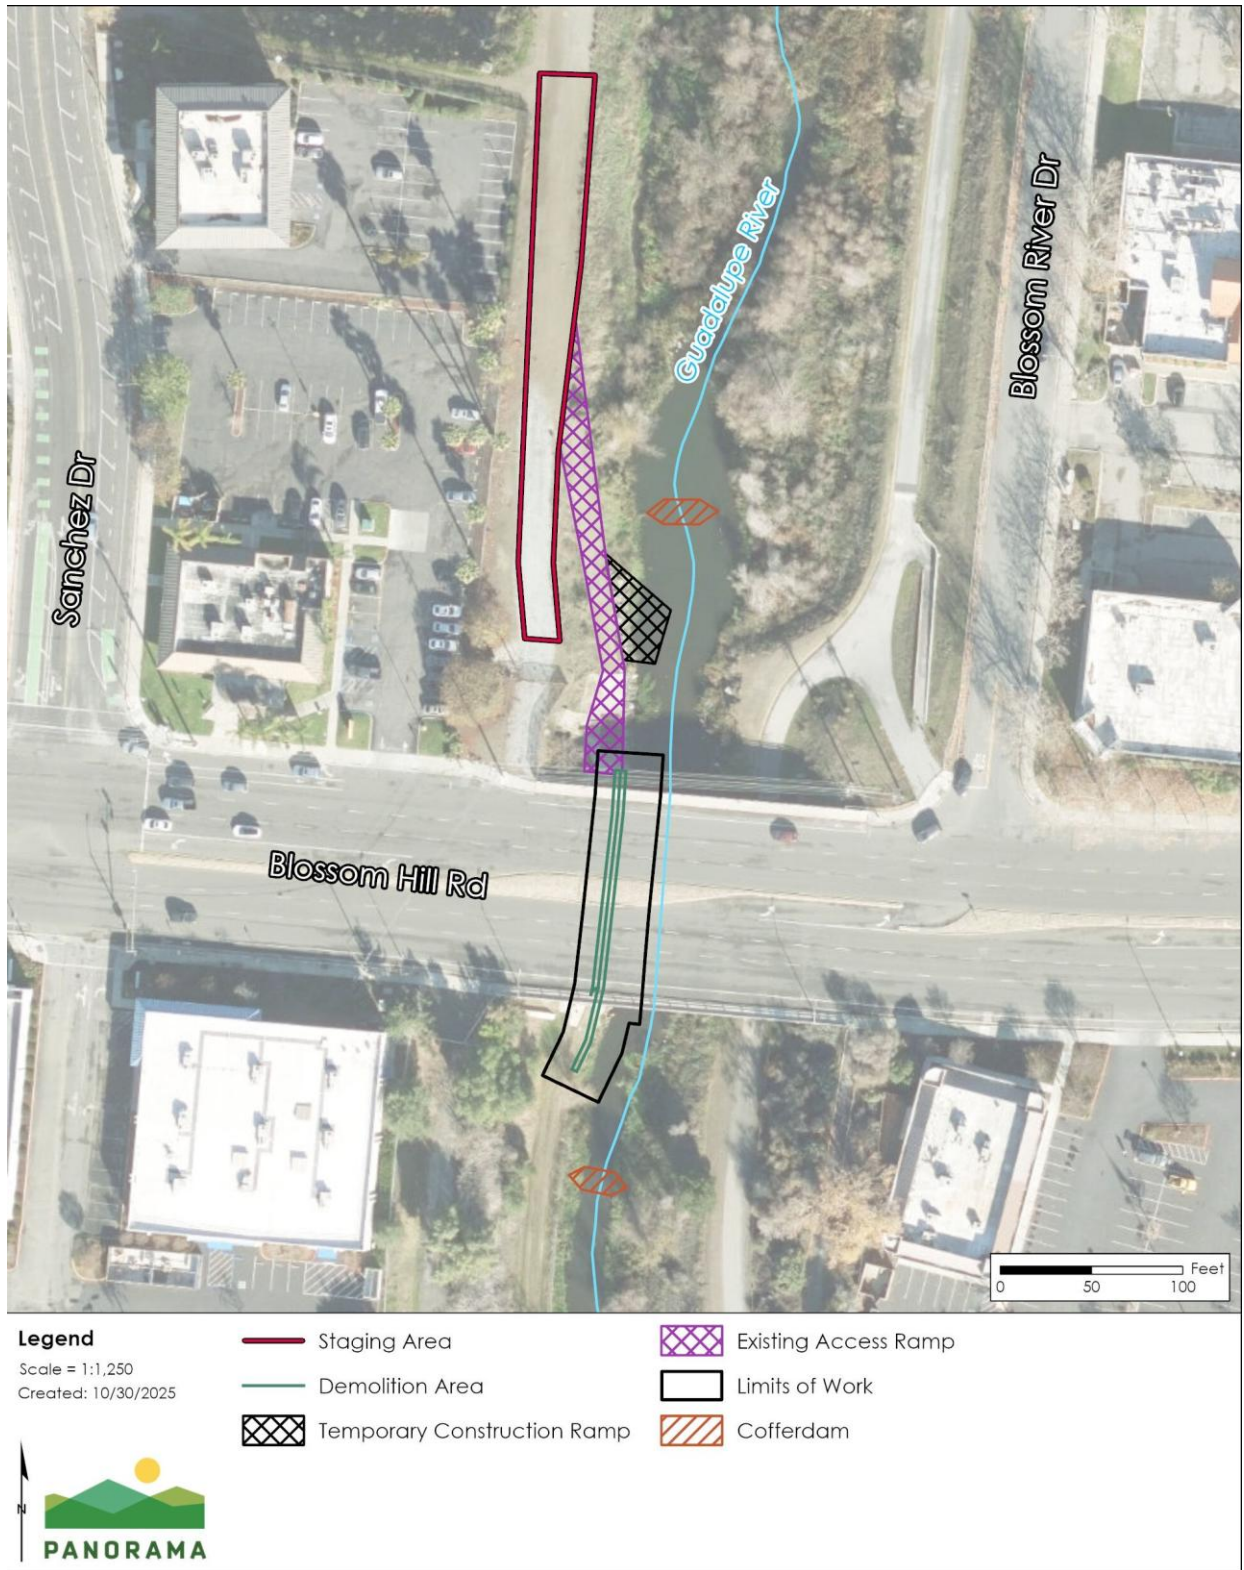 Guadalupe River
Blossom River Dr
Sanchez Dr
Blossom Hill Rd
Feet
0 50 100
Legend
Scale = 1:1,250
Created: 10/30/2025
Staging Area
Demolition Area
Temporary Construction Ramp
Existing Access Ramp
Limits of Work
Cofferdam
N
PANORAMA